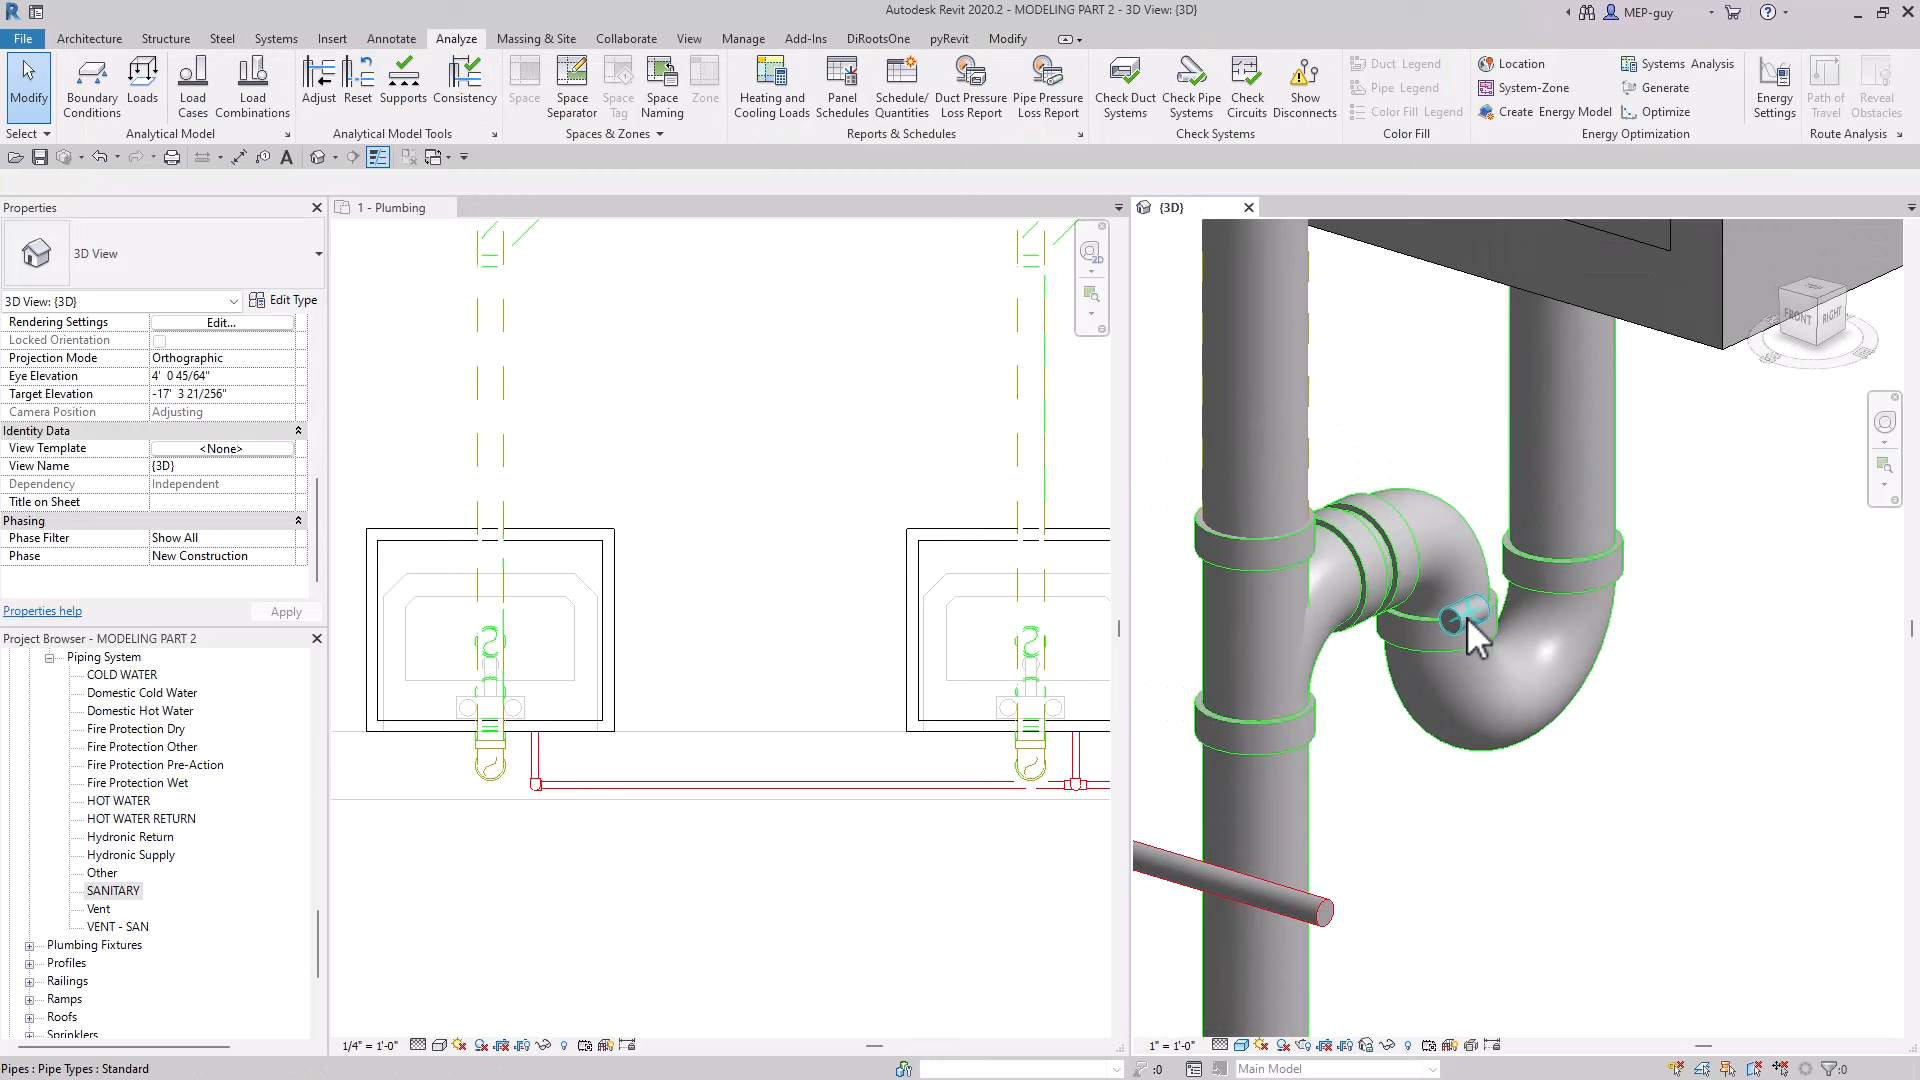 Autodesk Revit 2020.2 - MODELING PART 2 - 3D View: {3D}
MEP-guy
File Architecture Structure Steel Systems Insert Annotate Analyze Massing & Site Collaborate View Manage Add-Ins DiRootsOne pyRevit Modify
Modify
Boundary Conditions
Loads
Load Cases
Load Combinations
Adjust
Reset
Supports
Consistency
Space
Space Separator
Space Tag
Space Naming
Zone
Heating and Cooling Loads
Panel Schedules
Schedule/ Quantities
Duct Pressure Loss Report
Pipe Pressure Loss Report
Check Duct Systems
Check Pipe Systems
Check Circuits
Show Disconnects
Duct Legend
Pipe Legend
Color Fill Legend
Location
System-Zone
Create Energy Model
Systems Analysis
Generate
Optimize
Energy Settings
Path of Travel
Reveal Obstacles
Select
Analytical Model
Analytical Model Tools
Spaces & Zones
Reports & Schedules
Check Systems
Color Fill
Energy Optimization
Route Analysis
Properties
3D View
3D View: {3D}
Edit Type
Rendering Settings Edit...
Locked Orientation
Projection Mode Orthographic
Eye Elevation 4' 0 45/64"
Target Elevation -17' 3 21/256"
Camera Position Adjusting
Identity Data
View Template <None>
View Name {3D}
Dependency Independent
Title on Sheet
Phasing
Phase Filter Show All
Phase New Construction
Properties help
Apply
Project Browser - MODELING PART 2
Piping System
COLD WATER
Domestic Cold Water
Domestic Hot Water
Fire Protection Dry
Fire Protection Other
Fire Protection Pre-Action
Fire Protection Wet
HOT WATER
HOT WATER RETURN
Hydronic Return
Hydronic Supply
Other
SANITARY
Vent
VENT - SAN
Plumbing Fixtures
Profiles
Railings
Ramps
Roofs
Sprinklers
1 - Plumbing
2D
1/4" = 1'-0"
{3D}
TOP
FRONT
RIGHT
1" = 1'-0"
Pipes : Pipe Types : Standard
:0
Main Model
:0